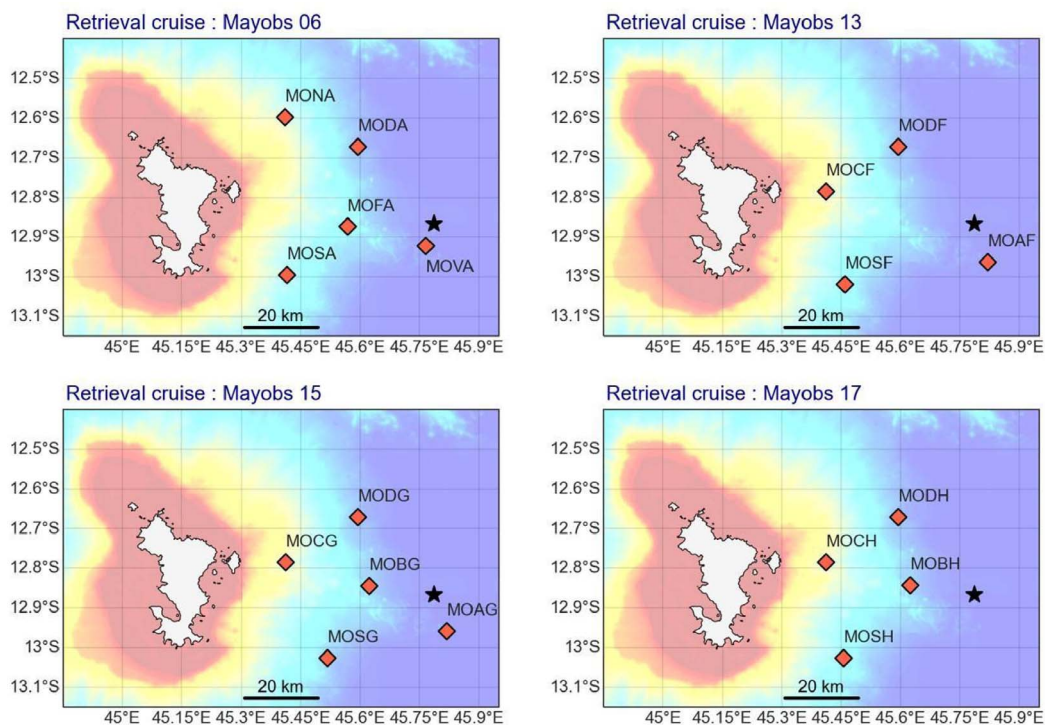 Retrieval cruise : Mayobs 06
12.5°S
12.6°S
12.7°S
12.8°S
12.9°S
13°S
13.1°S
MONA
MODA
MOFA
MOSA
MOVA
20 km
45°E 45.15°E 45.3°E 45.45°E 45.6°E 45.75°E 45.9°E
Retrieval cruise : Mayobs 13
12.5°S
12.6°S
12.7°S
12.8°S
12.9°S
13°S
13.1°S
MODF
MOCF
MOAF
MOSF
20 km
45°E 45.15°E 45.3°E 45.45°E 45.6°E 45.75°E 45.9°E
Retrieval cruise : Mayobs 15
12.5°S
12.6°S
12.7°S
12.8°S
12.9°S
13°S
13.1°S
MODG
MOCG
MOBG
MOAG
MOSG
20 km
45°E 45.15°E 45.3°E 45.45°E 45.6°E 45.75°E 45.9°E
Retrieval cruise : Mayobs 17
12.5°S
12.6°S
12.7°S
12.8°S
12.9°S
13°S
13.1°S
MODH
MOCH
MOBH
MOSH
20 km
45°E 45.15°E 45.3°E 45.45°E 45.6°E 45.75°E 45.9°E